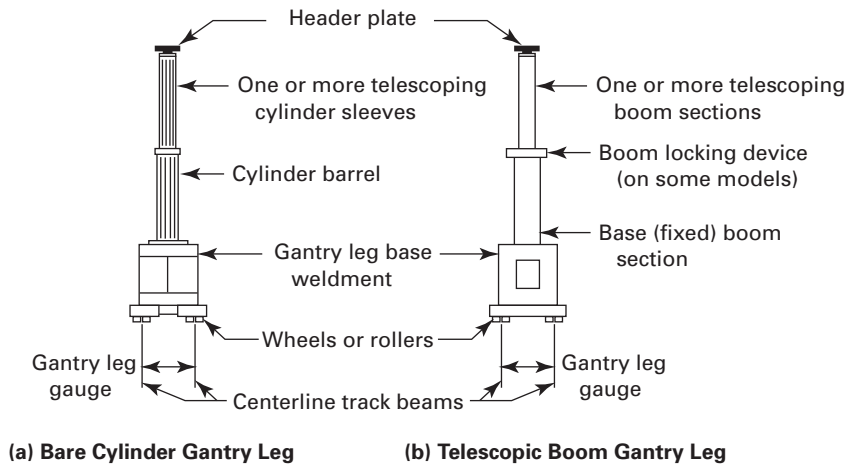 Header plate
One or more telescoping
cylinder sleeves
One or more telescoping
boom sections
Cylinder barrel
Boom locking device
(on some models)
Gantry leg base
weldment
Base (fixed) boom
section
Wheels or rollers
Gantry leg
gauge
Gantry leg
gauge
Centerline track beams
(a) Bare Cylinder Gantry Leg
(b) Telescopic Boom Gantry Leg